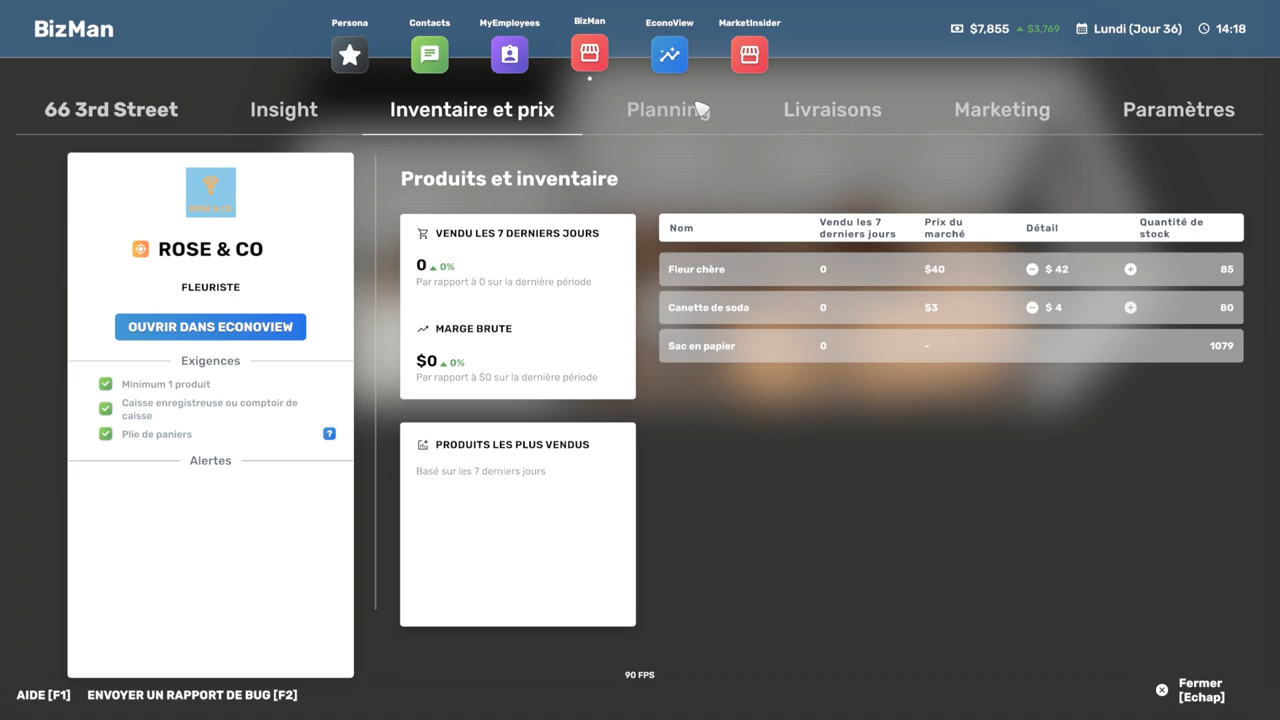 BizMan
Persona
Contacts
MyEmployees
BizMan
EconoView
MarketInsider
$7,855 $3.769
Lundi (Jour 36)
14:18
66 3rd Street
Insight
Inventaire et prix
Planning
Livraisons
Marketing
Paramètres
ROSE & CO
ROSE & CO
FLEURISTE
OUVRIR DANS ECONOVIEW
Exigences
Minimum 1 produit
Caisse enregistreuse ou comptoir de
caisse
Plie de paniers
?
Alertes
Produits et inventaire
VENDU LES 7 DERNIERS JOURS
0 0%
Par rapport à 0 sur la dernière période
MARGE BRUTE
$0 0%
Par rapport à $0 sur la dernière période
PRODUITS LES PLUS VENDUS
Basé sur les 7 derniers jours
Nom
Vendu les 7
derniers jours
Prix du
marché
Détail
Quantité de
stock
Fleur chère 0 $40 $ 42 85
Canette de soda 0 $3 $ 4 80
Sac en papier 0 - 1079
90 FPS
AIDE [F1]
ENVOYER UN RAPPORT DE BUG [F2]
Fermer
[Echap]